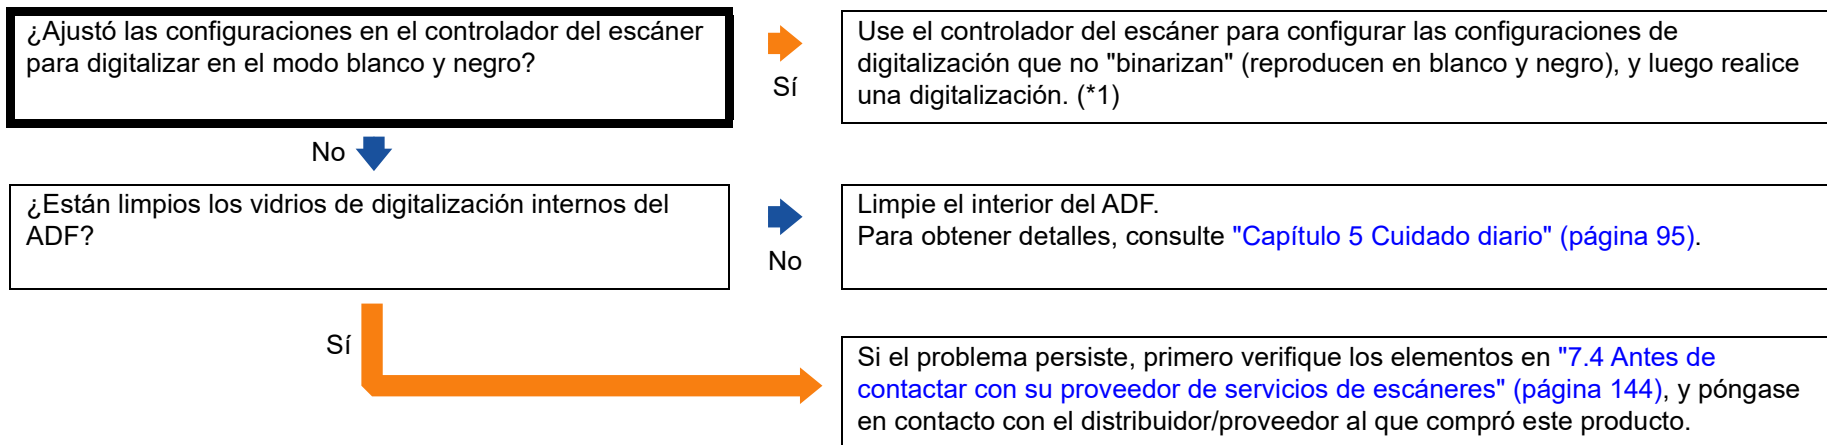 ¿Ajustó las configuraciones en el controlador del escáner
para digitalizar en el modo blanco y negro?
Sí
Use el controlador del escáner para configurar las configuraciones de
digitalización que no "binarizan" (reproducen en blanco y negro), y luego realice
una digitalización. (*1)
No
¿Están limpios los vidrios de digitalización internos del
ADF?
No
Limpie el interior del ADF.
Para obtener detalles, consulte "Capítulo 5 Cuidado diario" (página 95).
Sí
Si el problema persiste, primero verifique los elementos en "7.4 Antes de
contactar con su proveedor de servicios de escáneres" (página 144), y póngase
en contacto con el distribuidor/proveedor al que compró este producto.